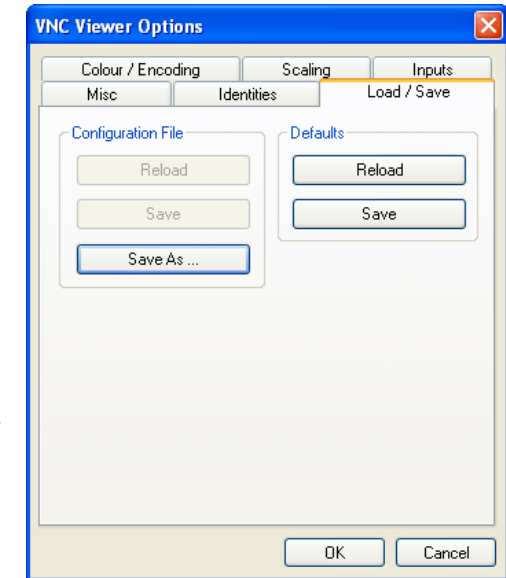 VNC Viewer Options
Colour / Encoding Scaling Inputs
Misc Identities Load / Save
Configuration File Defaults
Reload Reload
Save Save
Save As ...
OK Cancel